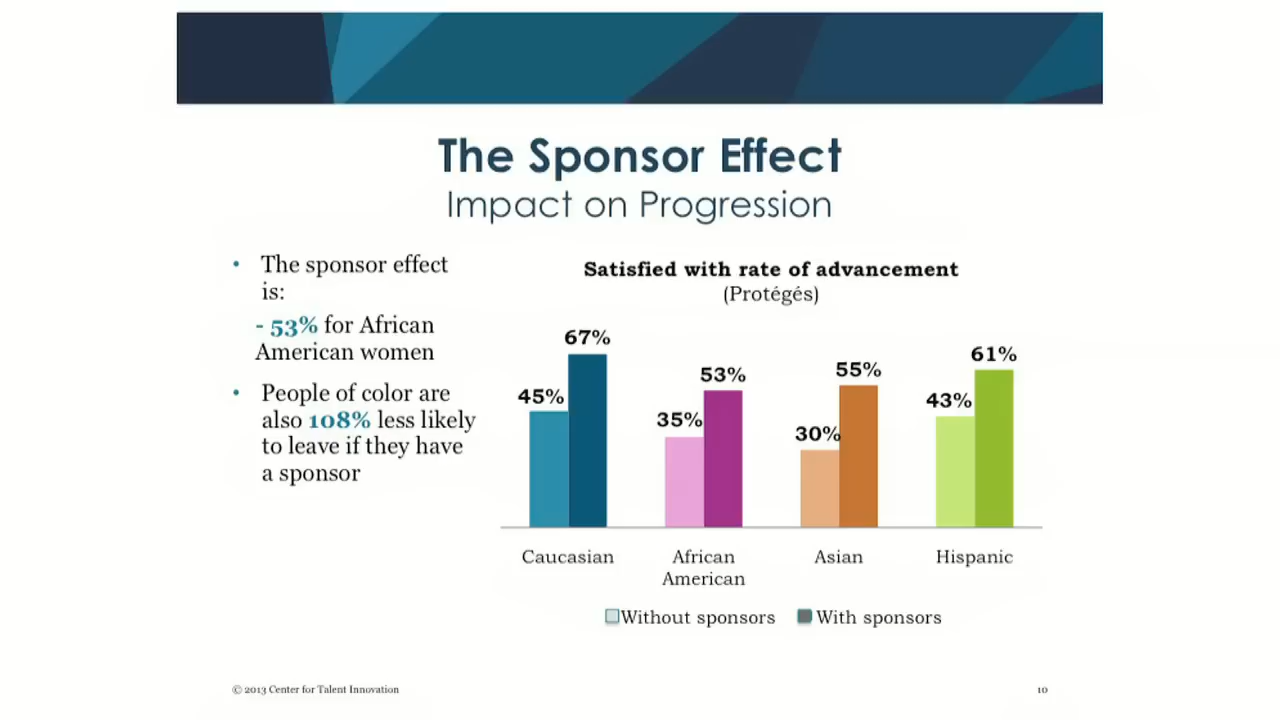 The Sponsor Effect
Impact on Progression
• The sponsor effect
is:
- 53% for African
American women
• People of color are
also 108% less likely
to leave if they have
a sponsor
Satisfied with rate of advancement
(Protégés)
45%
67%
35%
53%
30%
55%
43%
61%
Caucasian
African
American
Asian
Hispanic
Without sponsors
With sponsors
© 2013 Center for Talent Innovation
10